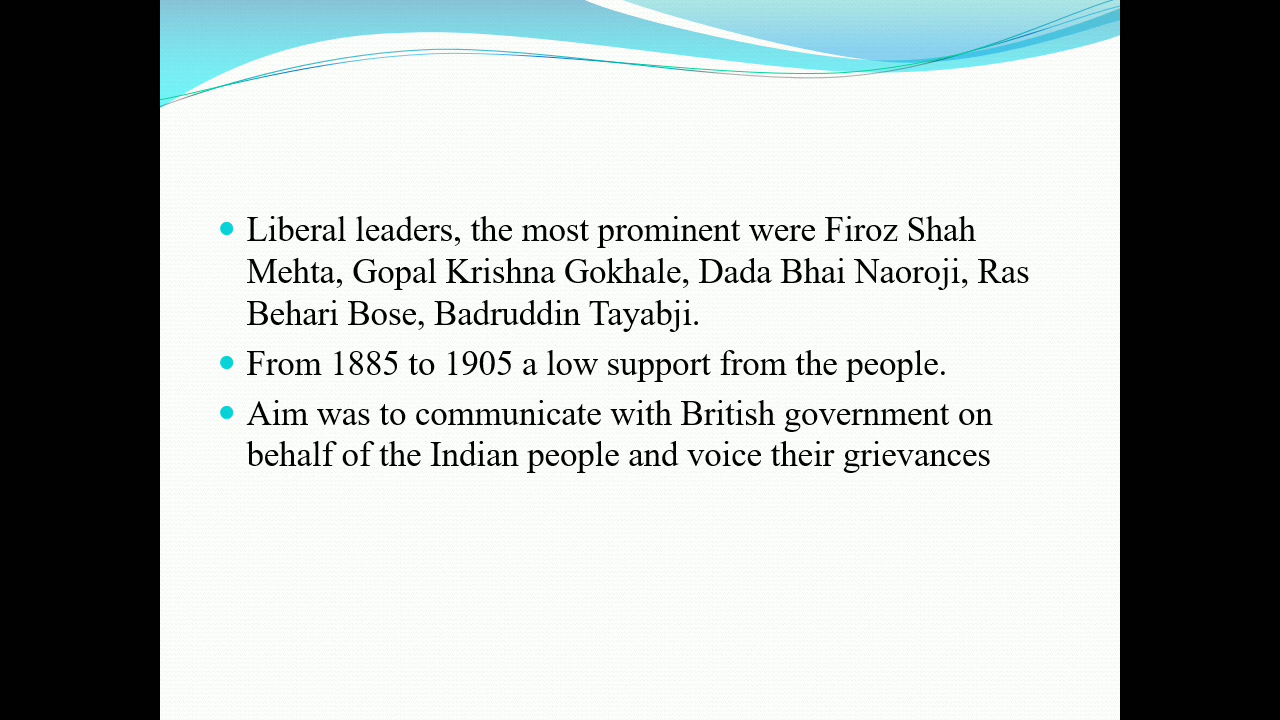 Liberal leaders, the most prominent were Firoz Shah
Mehta, Gopal Krishna Gokhale, Dada Bhai Naoroji, Ras
Behari Bose, Badruddin Tayabji.
From 1885 to 1905 a low support from the people.
Aim was to communicate with British government on
behalf of the Indian people and voice their grievances